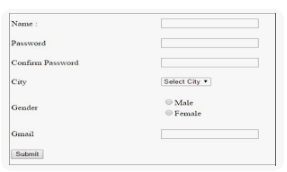 Name :
Password
Confirm Password
City Select City ▼
Gender Male
Female
Gmail
Submit